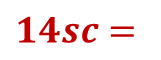 14sc =